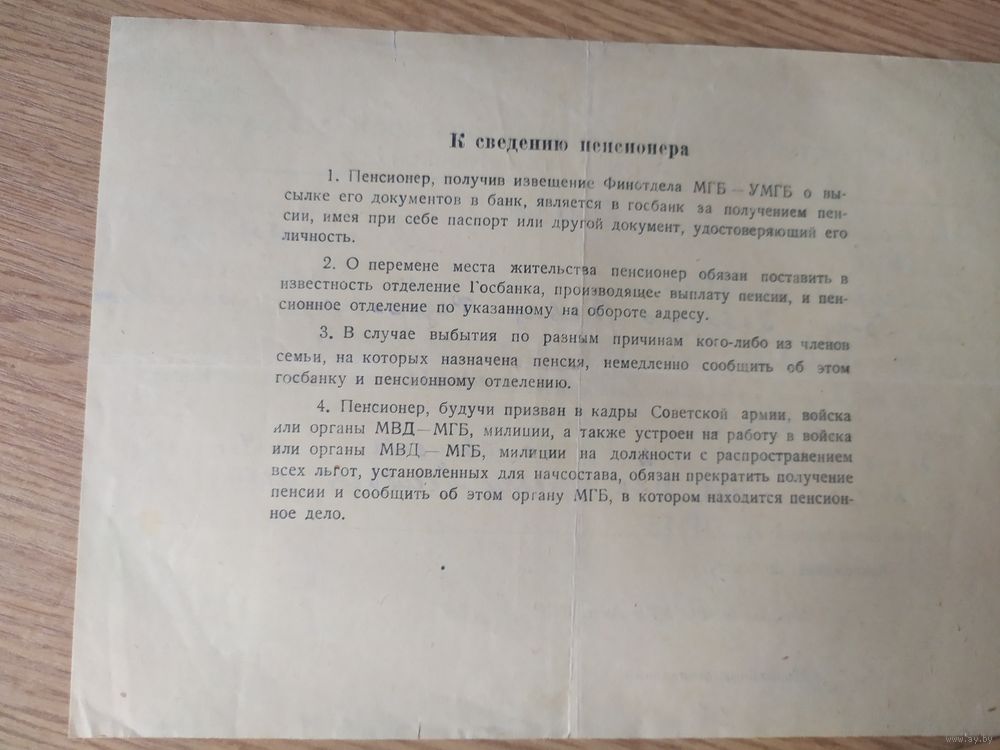 К сведению пенсионера
1. Пенсионер, получив извещение Финотдела МГБ — УМГБ о вы-
сылке его документов в банк, является в госбанк за получением пен-
сии, имея при себе паспорт или другой документ, удостоверяющий его
личность.
2. О перемене места жительства пенсионер обязан поставить в
известность отделение Госбанка, производящее выплату пенсии, и пен-
сионное отделение по указанному на обороте адресу.
3. В случае выбытия по разным причинам кого-либо из членов
семьи, на которых назначена пенсия, немедленно сообщить об этом
госбанку и пенсионному отделению.
4. Пенсионер, будучи призван в кадры Советской армии, войска
или органы МВД—МГБ, милиции, а также устроен на работу в войска
или органы МВД — МГБ, милиции на должности с распространением
всех льгот, установленных для начсостава, обязан прекратить получение
пенсии и сообщить об этом органу МГБ, в котором находится пенсион-
ное дело.
www.ay.by